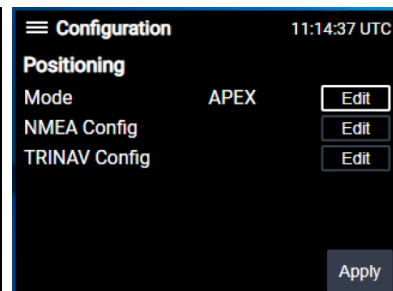 Configuration 11:14:37 UTC
Positioning
Mode APEX Edit
NMEA Config Edit
TRINAV Config Edit
Apply